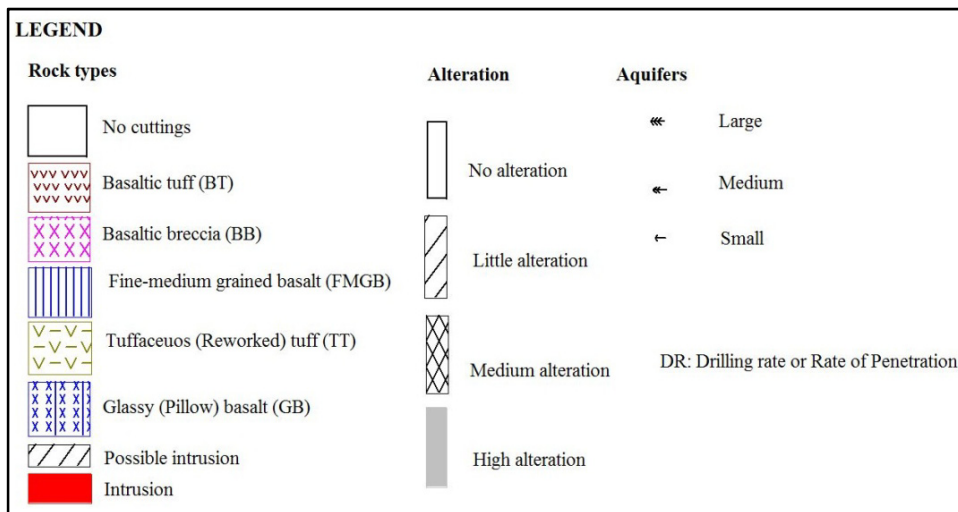 LEGEND
Rock types
No cuttings
Basaltic tuff (BT)
Basaltic breccia (BB)
Fine-medium grained basalt (FMGB)
Tuffaceuos (Reworked) tuff (TT)
Glassy (Pillow) basalt (GB)
Possible intrusion
Intrusion
Alteration
No alteration
Little alteration
Medium alteration
High alteration
Aquifers
Large
Medium
Small
DR: Drilling rate or Rate of Penetration